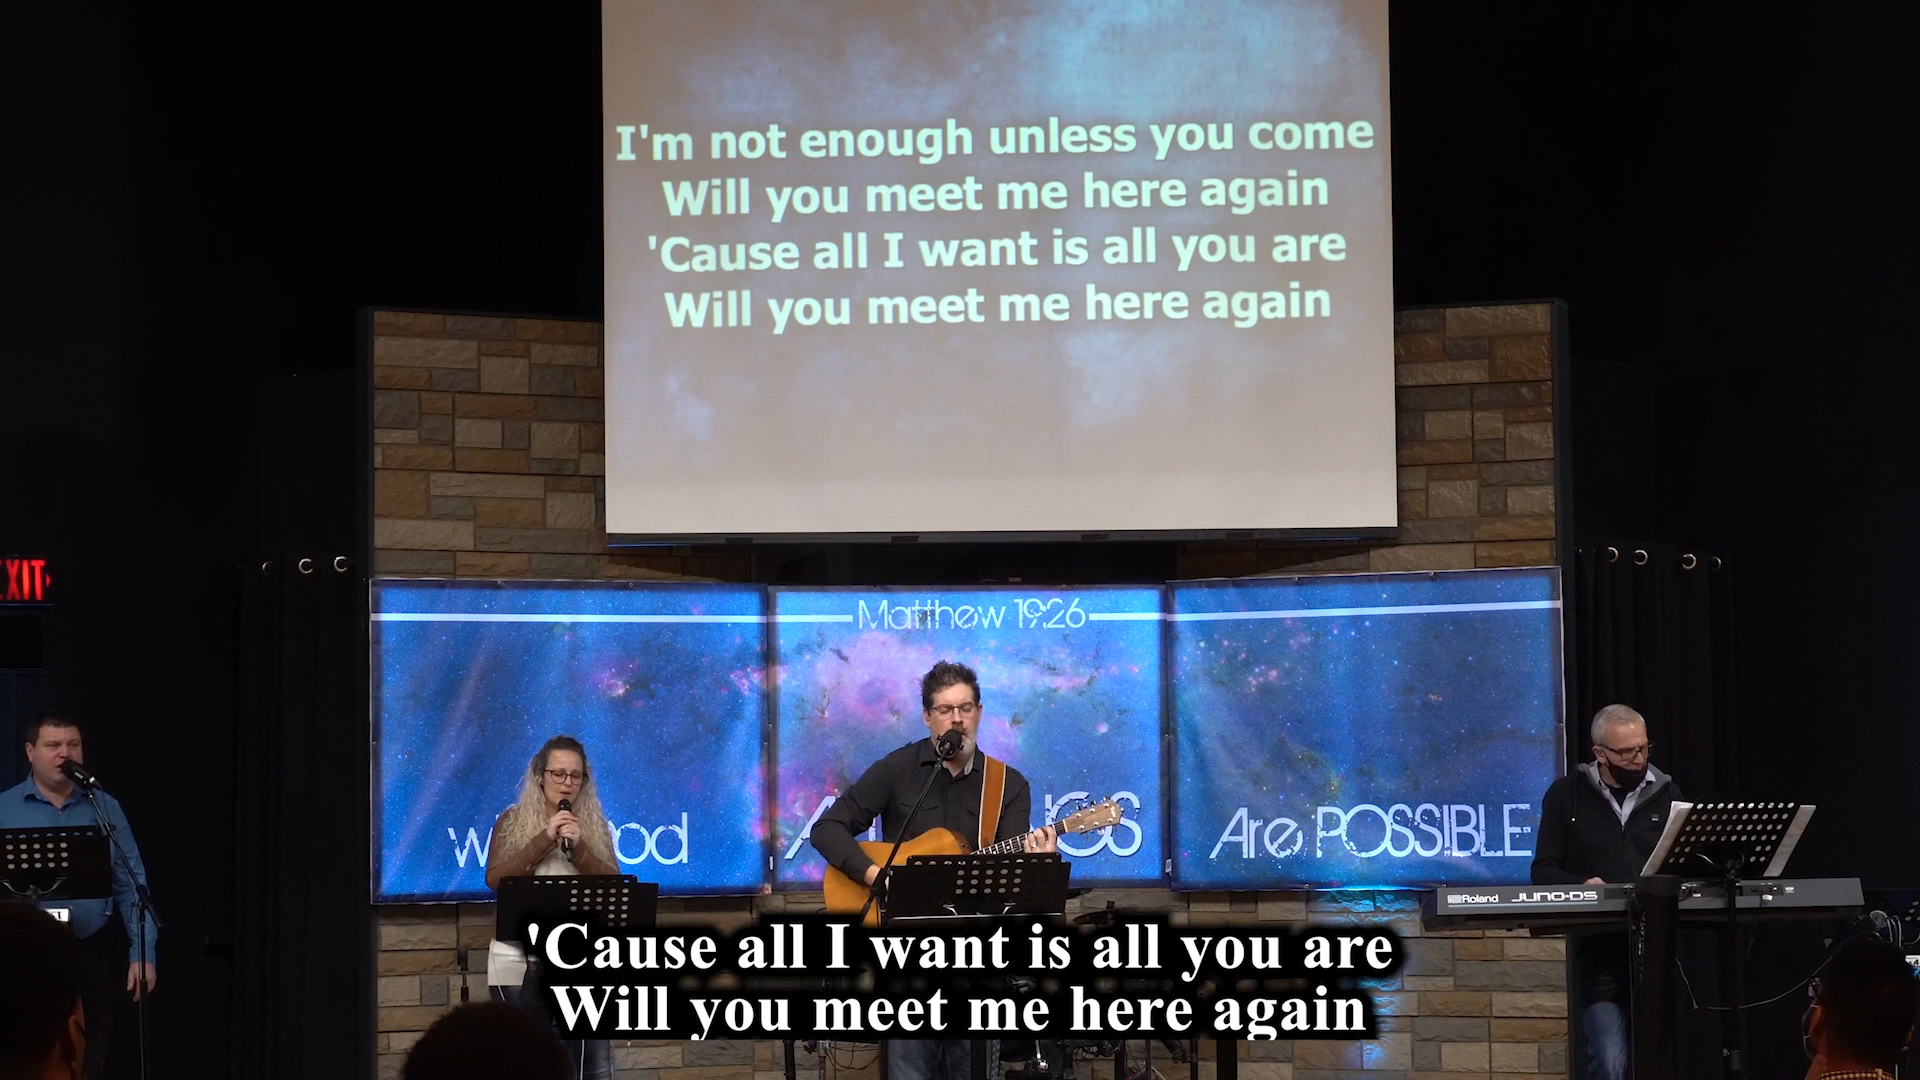 I'm not enough unless you come
Will you meet me here again
'Cause all I want is all you are
Will you meet me here again
EXIT
Matthew 19:26
Are POSSIBLE
Roland JUNO-DS
'Cause all I want is all you are
Will you meet me here again